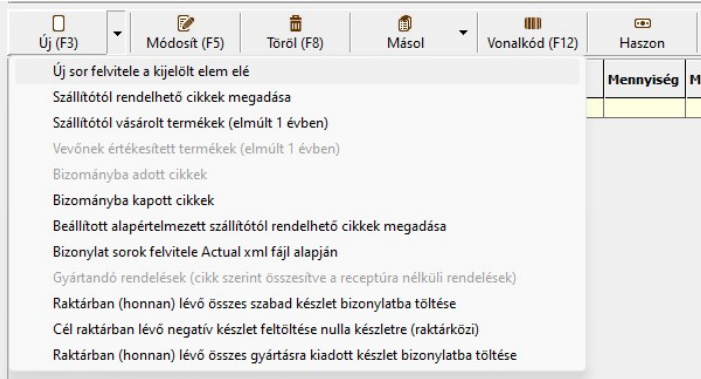 Új (F3)
Módosít (F5)
Töröl (F8)
Másol
Vonalkód (F12)
Haszon
Új sor felvitele a kijelölt elem elé
Szállítótól rendelhető cikkek megadása
Szállítótól vásárolt termékek (elmúlt 1 évben)
Vevőnek értékesített termékek (elmúlt 1 évben)
Bizományba adott cikkek
Bizományba kapott cikkek
Beállított alapértelmezett szállítótól rendelhető cikkek megadása
Bizonylat sorok felvitele Actual xml fájl alapján
Gyártandó rendelések (cikk szerint összesítve a receptúra nélküli rendelések)
Raktárban (honnan) lévő összes szabad készlet bizonylatba töltése
Cél raktárban lévő negatív készlet feltöltése nulla készletre (raktárközi)
Raktárban (honnan) lévő összes gyártásra kiadott készlet bizonylatba töltése
Mennyiség
M